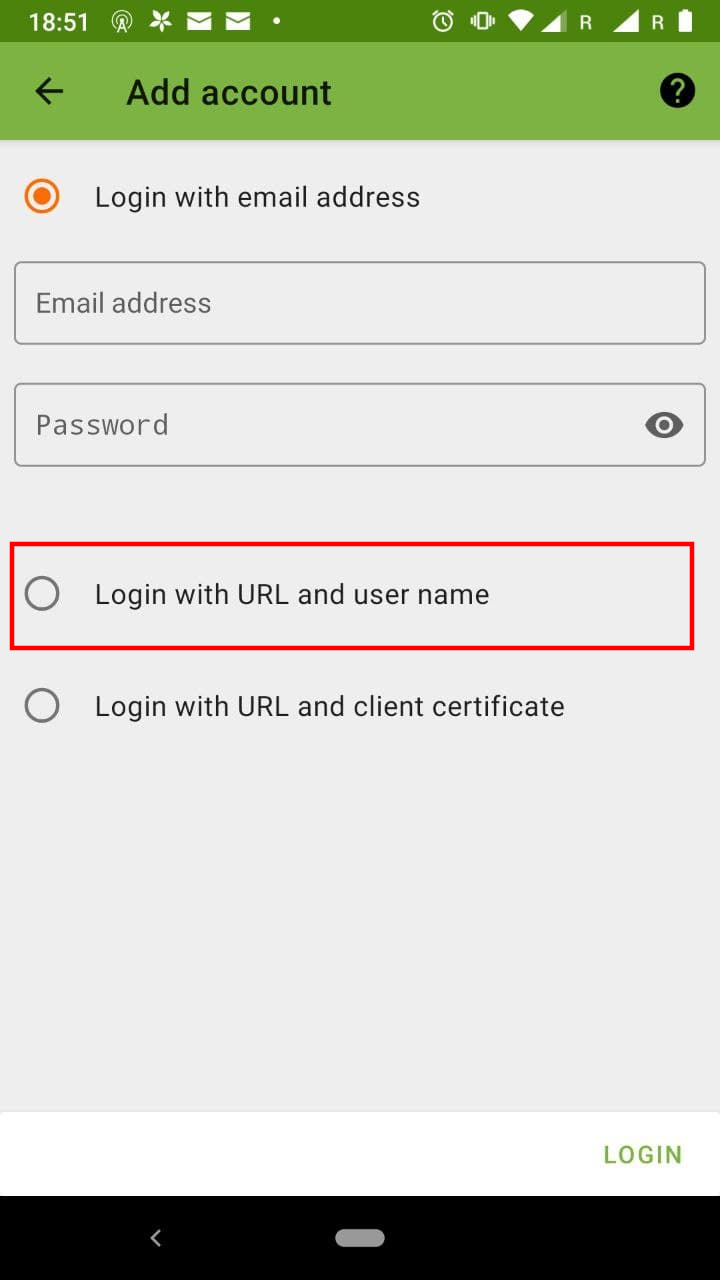 18:51 R R
Add account
Login with email address
Email address
Password
Login with URL and user name
Login with URL and client certificate
LOGIN